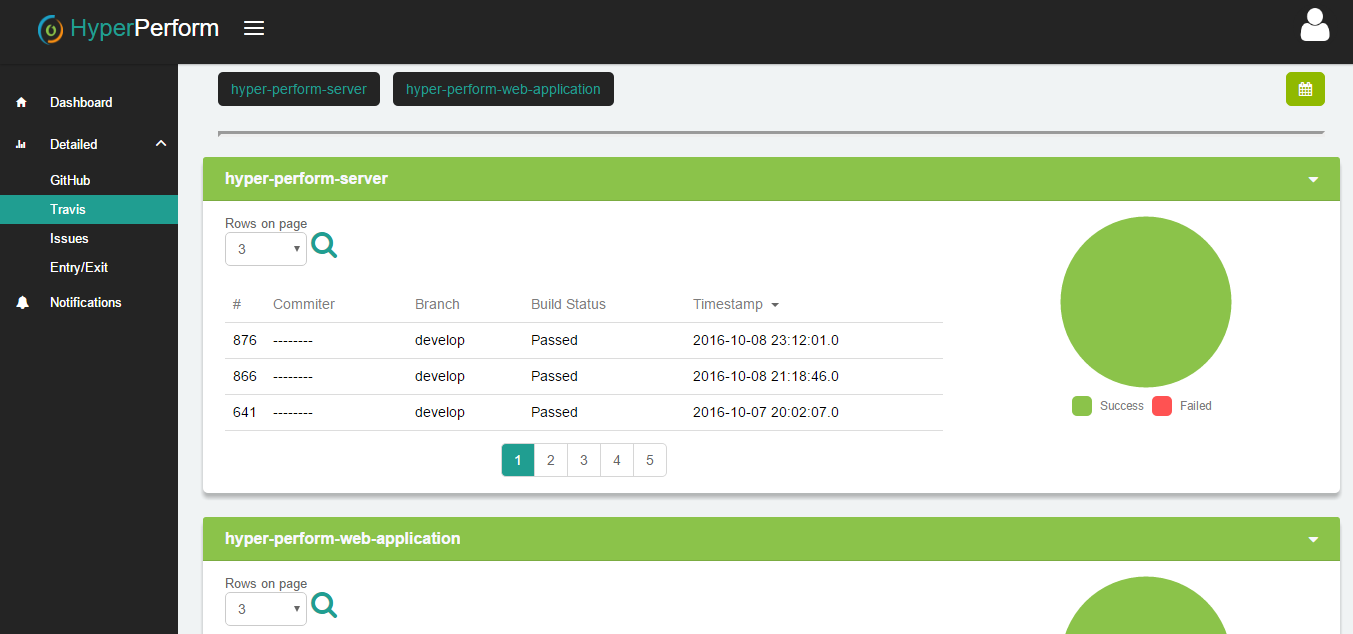 HyperPerform
hyper-perform-server hyper-perform-web-application
Dashboard
Detailed
GitHub
Travis
Issues
Entry/Exit
Notifications
hyper-perform-server
Rows on page
3
# Commiter Branch Build Status Timestamp
876 -------- develop Passed 2016-10-08 23:12:01.0
866 -------- develop Passed 2016-10-08 21:18:46.0
641 -------- develop Passed 2016-10-07 20:02:07.0
1 2 3 4 5
Success Failed
hyper-perform-web-application
Rows on page
3